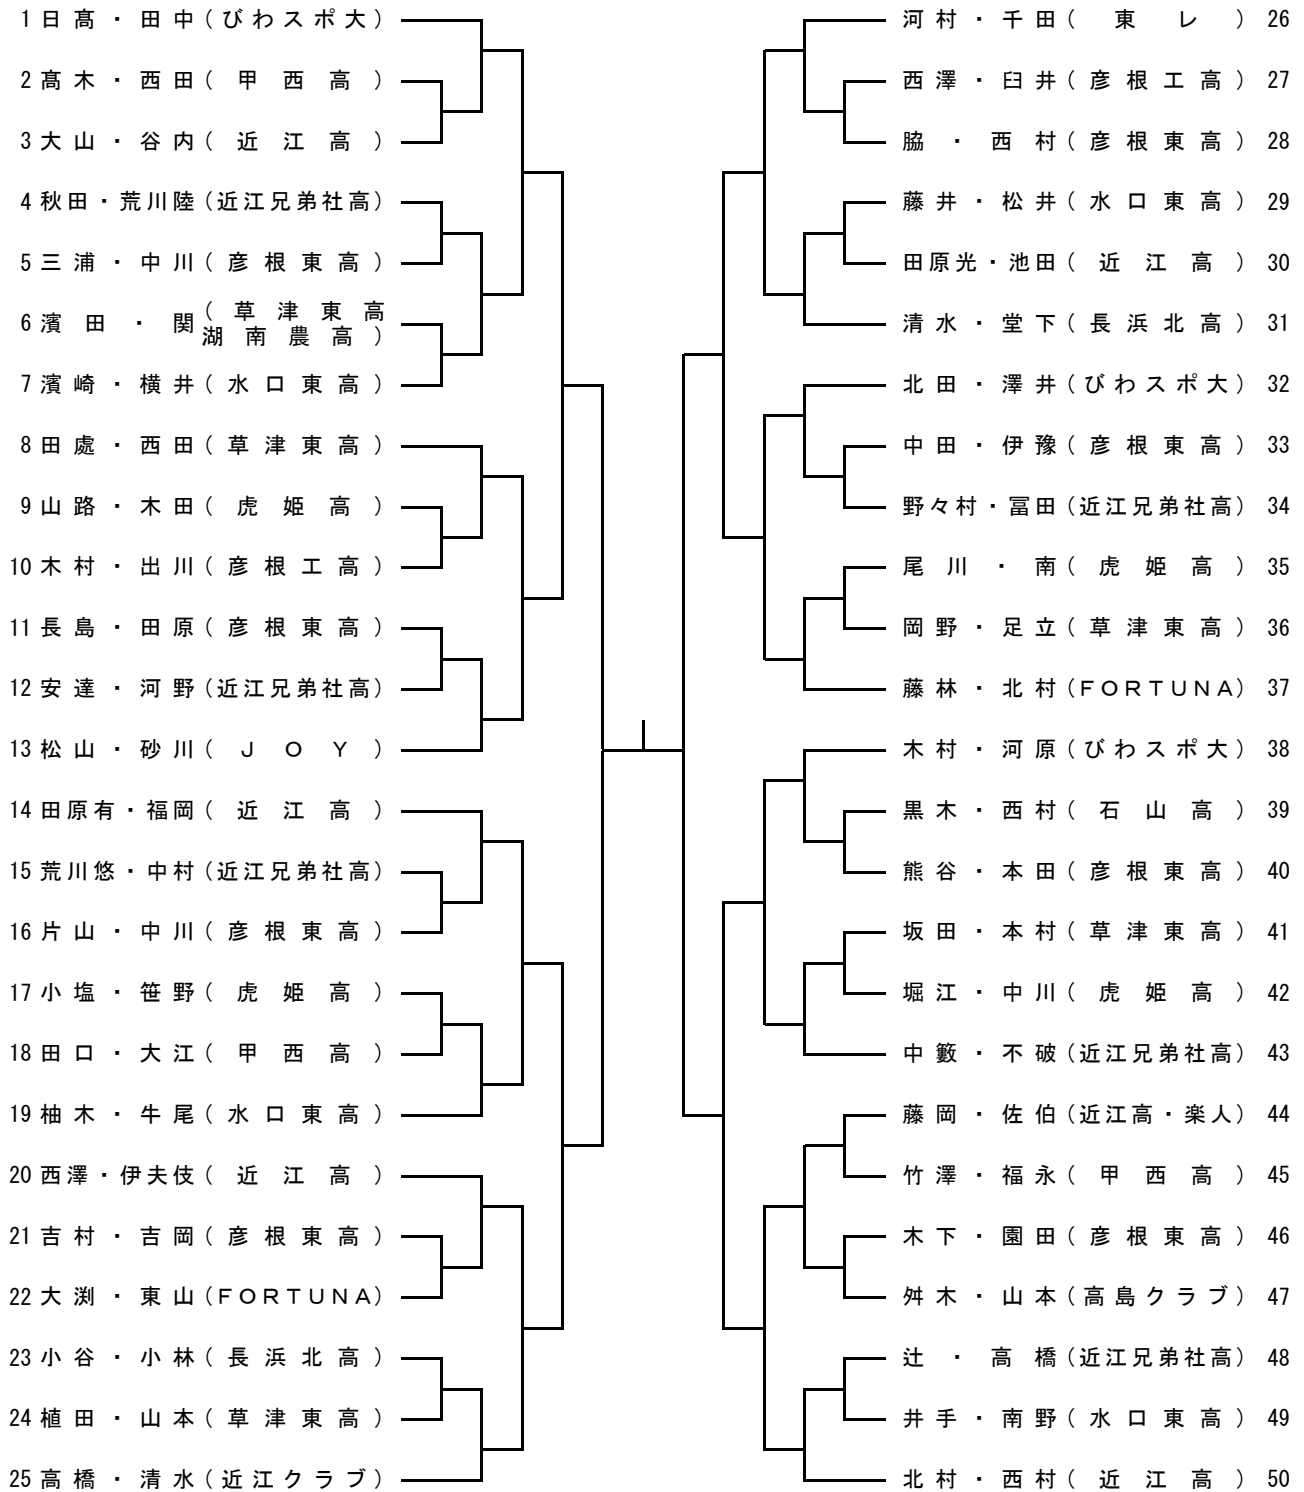 1 日髙・田中(びわスポ大)
2 髙木・西田(甲西高)
3 大山・谷内(近江高)
4 秋田・荒川陸(近江兄弟社高)
5 三浦・中川(彦根東高)
6 濱田・関(草津東高
湖南農高)
7 濱崎・横井(水口東高)
8 田處・西田(草津東高)
9 山路・木田(虎姫高)
10 木村・出川(彦根工高)
11 長島・田原(彦根東高)
12 安達・河野(近江兄弟社高)
13 松山・砂川(JOY)
14 田原有・福岡(近江高)
15 荒川悠・中村(近江兄弟社高)
16 片山・中川(彦根東高)
17 小塩・笹野(虎姫高)
18 田口・大江(甲西高)
19 柚木・牛尾(水口東高)
20 西澤・伊夫伎(近江高)
21 吉村・吉岡(彦根東高)
22 大渕・東山(FORTUNA)
23 小谷・小林(長浜北高)
24 植田・山本(草津東高)
25 高橋・清水(近江クラブ)
河村・千田(東レ) 26
西澤・臼井(彦根工高) 27
脇・西村(彦根東高) 28
藤井・松井(水口東高) 29
田原光・池田(近江高) 30
清水・堂下(長浜北高) 31
北田・澤井(びわスポ大) 32
中田・伊豫(彦根東高) 33
野々村・冨田(近江兄弟社高) 34
尾川・南(虎姫高) 35
岡野・足立(草津東高) 36
藤林・北村(FORTUNA) 37
木村・河原(びわスポ大) 38
黒木・西村(石山高) 39
熊谷・本田(彦根東高) 40
坂田・本村(草津東高) 41
堀江・中川(虎姫高) 42
中籔・不破(近江兄弟社高) 43
藤岡・佐伯(近江高・楽人) 44
竹澤・福永(甲西高) 45
木下・園田(彦根東高) 46
舛木・山本(高島クラブ) 47
辻・高橋(近江兄弟社高) 48
井手・南野(水口東高) 49
北村・西村(近江高) 50